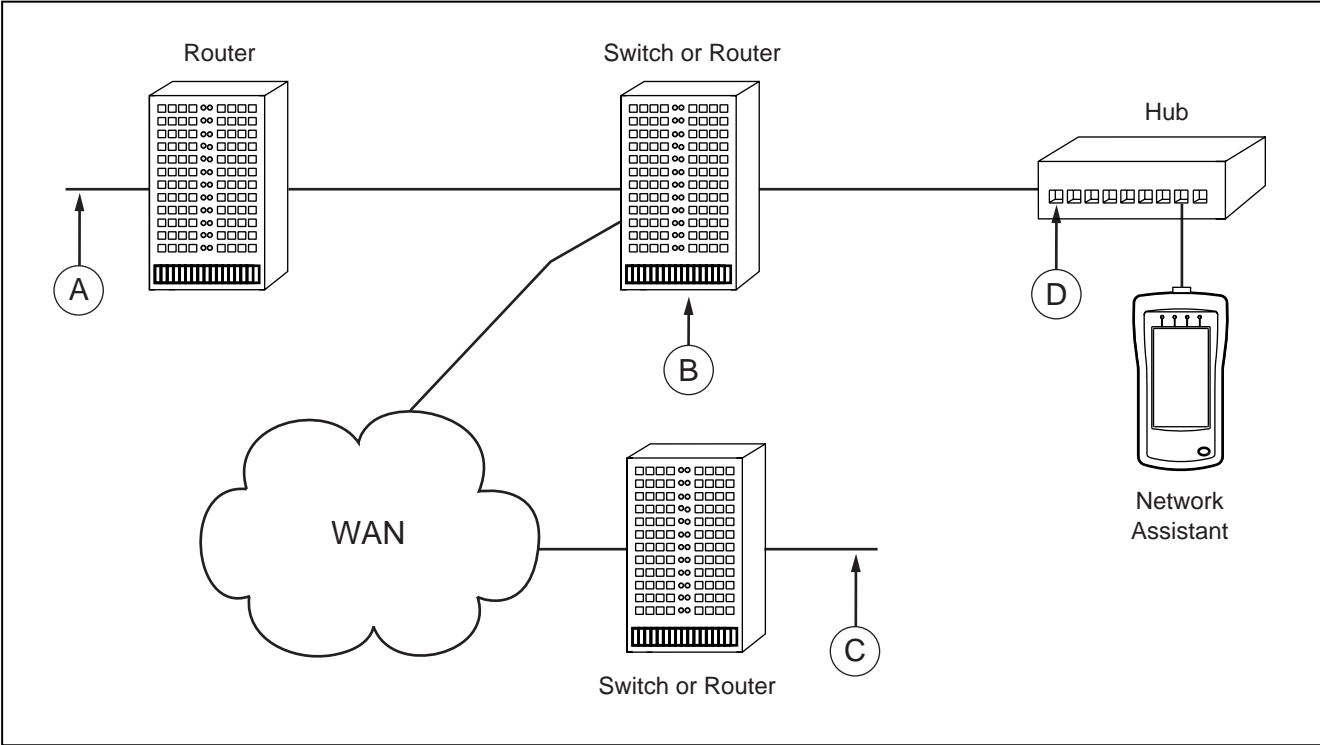 Router
Switch or Router
Hub
A
B
D
Network
Assistant
WAN
C
Switch or Router